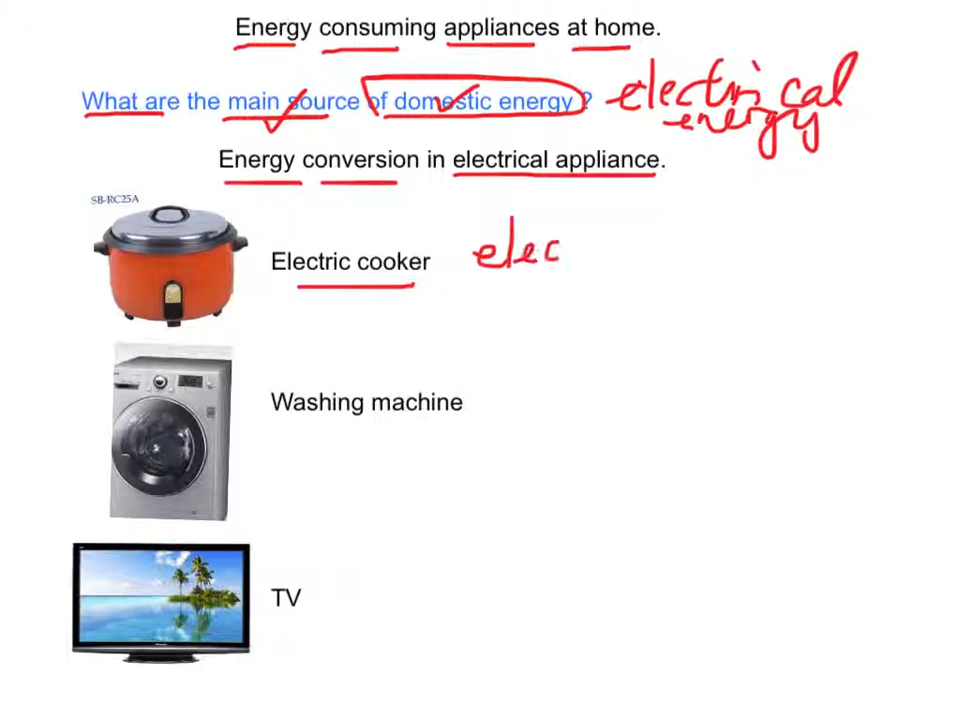 Energy consuming appliances at home.
What are the main source of domestic energy ? electrical
energy
Energy conversion in electrical appliance.
SB-RC25A
Electric cooker elec
Washing machine
TV